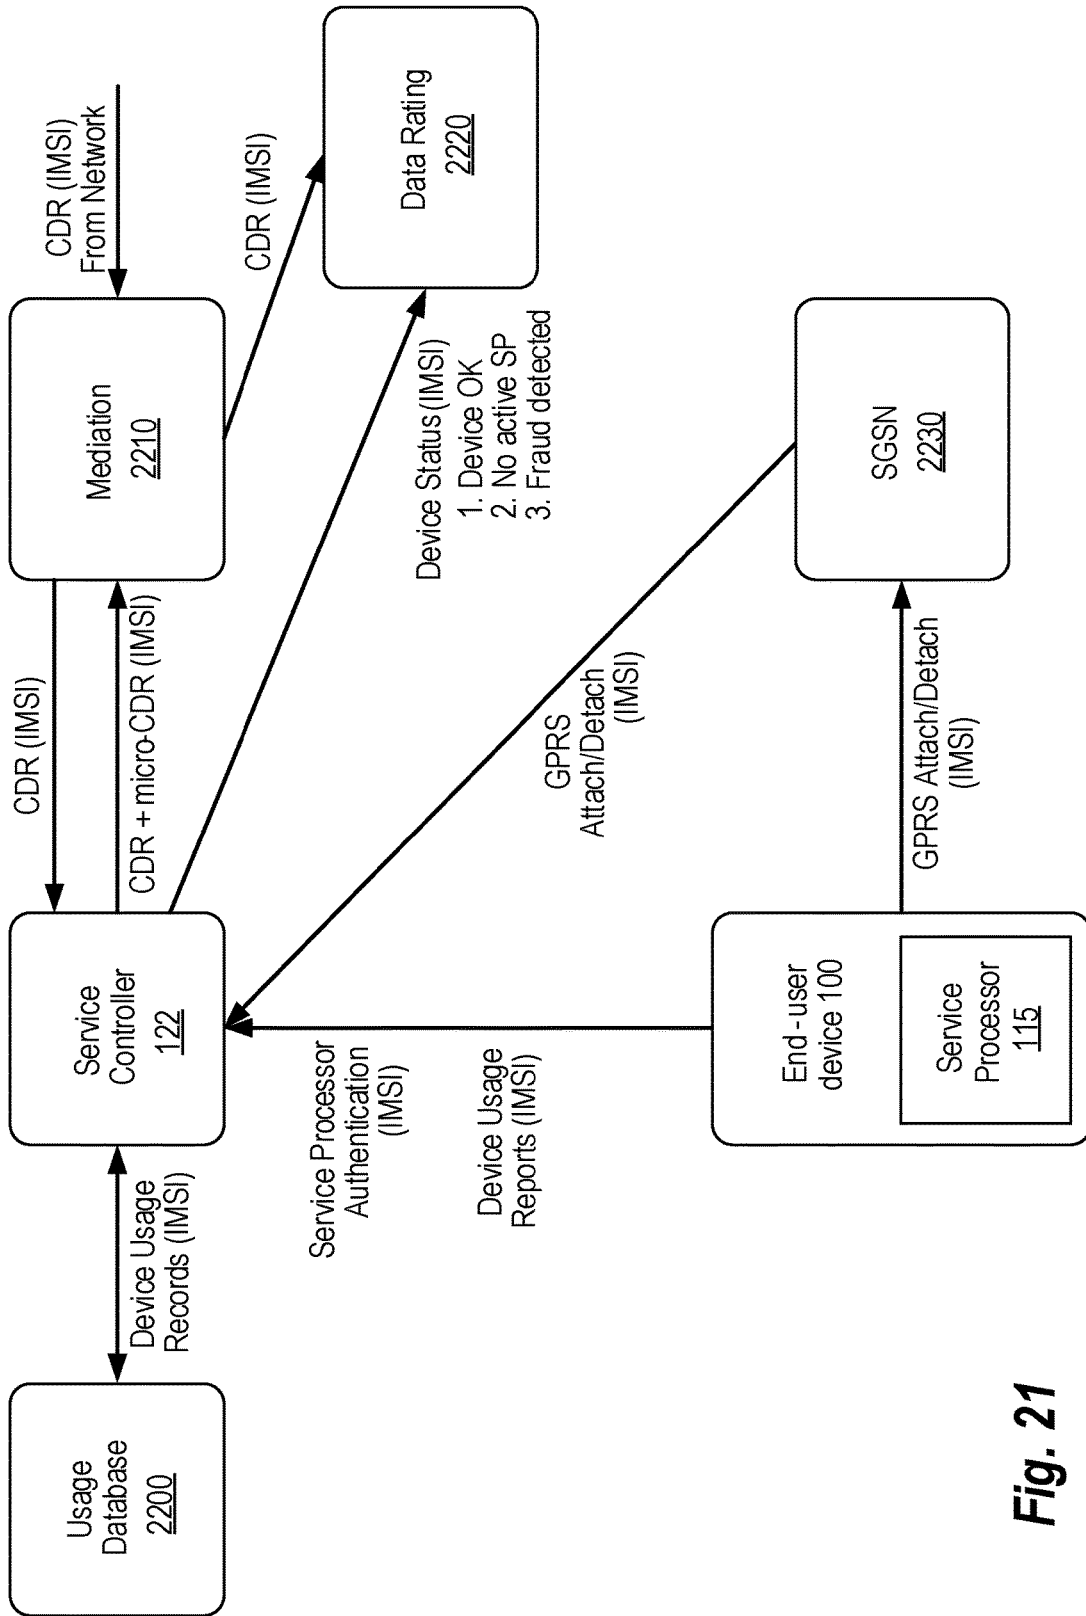 Usage
Database
2200
Device Usage
Records (IMSI)
Service
Controller
122
CDR (IMSI)
CDR + micro-CDR (IMSI)
Mediation
2210
CDR (IMSI)
From Network
CDR (IMSI)
Data Rating
2220
Device Status (IMSI)
1. Device OK
2. No active SP
3. Fraud detected
Service Processor
Authentication
(IMSI)
Device Usage
Reports (IMSI)
GPRS
Attach/Detach
(IMSI)
End-user
device 100
Service
Processor
115
GPRS Attach/Detach
(IMSI)
SGSN
2230
Fig. 21